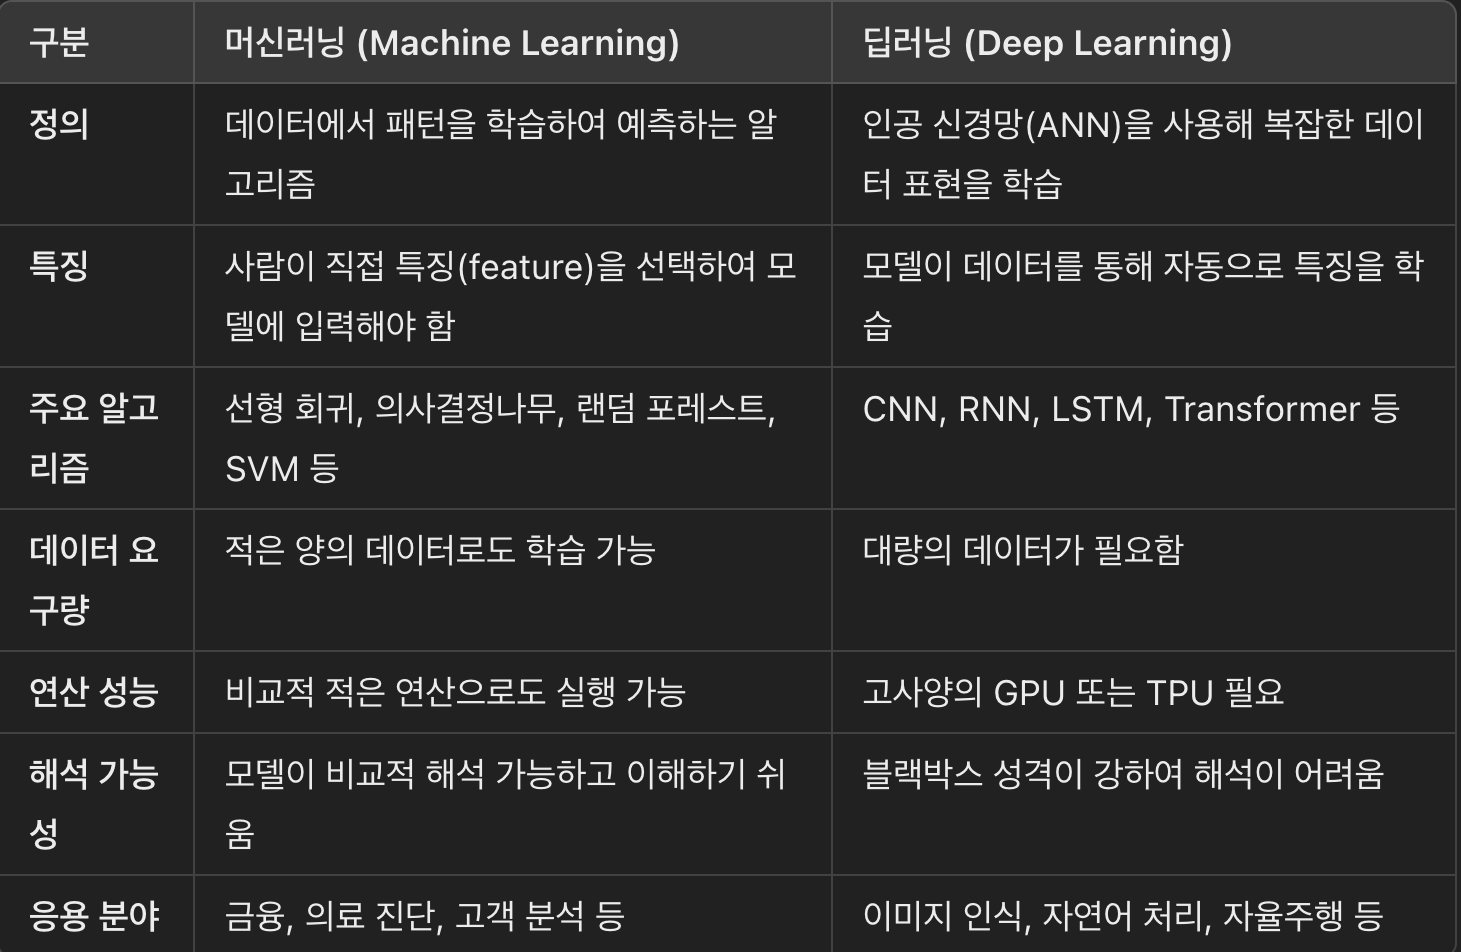 구분
머신러닝 (Machine Learning)
딥러닝 (Deep Learning)
정의
데이터에서 패턴을 학습하여 예측하는 알
고리즘
인공 신경망(ANN)을 사용해 복잡한 데이
터 표현을 학습
특징
사람이 직접 특징(feature)을 선택하여 모
델에 입력해야 함
모델이 데이터를 통해 자동으로 특징을 학
습
주요 알고
리즘
선형 회귀, 의사결정나무, 랜덤 포레스트,
SVM 등
CNN, RNN, LSTM, Transformer 등
데이터 요
구량
적은 양의 데이터로도 학습 가능
대량의 데이터가 필요함
연산 성능
비교적 적은 연산으로도 실행 가능
고사양의 GPU 또는 TPU 필요
해석 가능
성
모델이 비교적 해석 가능하고 이해하기 쉬
움
블랙박스 성격이 강하여 해석이 어려움
응용 분야
금융, 의료 진단, 고객 분석 등
이미지 인식, 자연어 처리, 자율주행 등